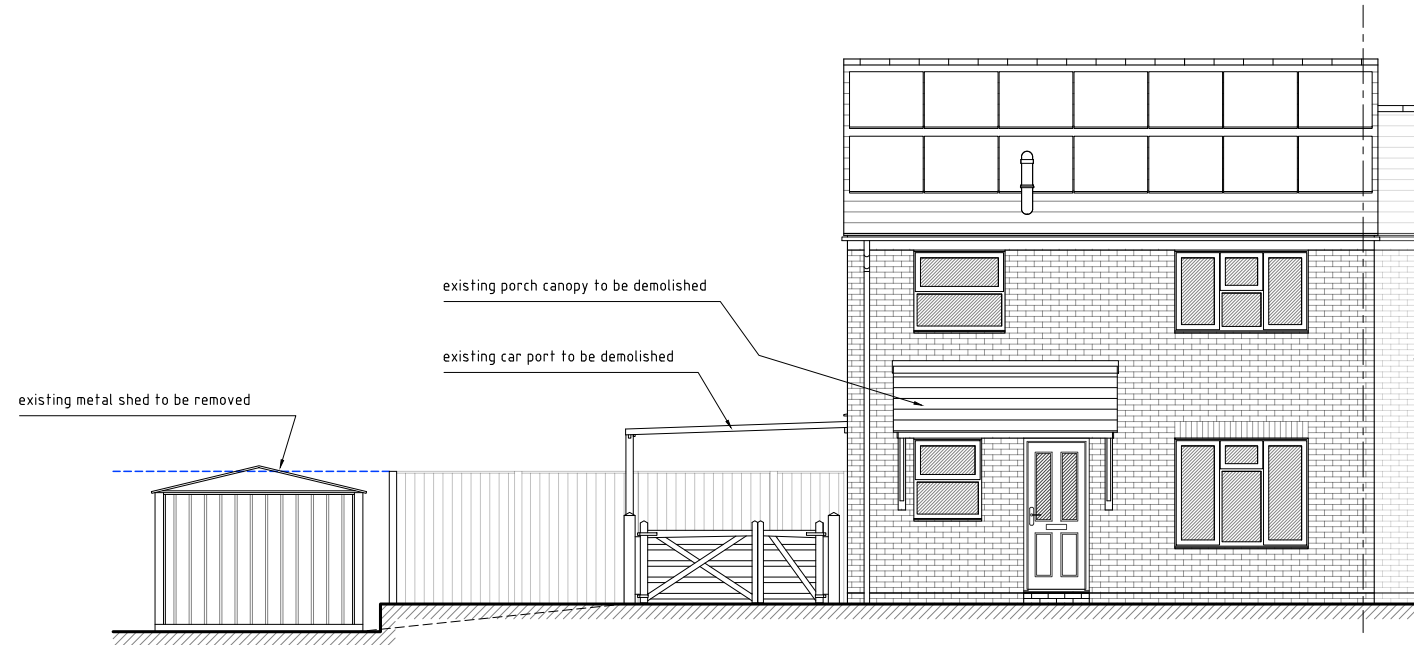 existing porch canopy to be demolished
existing car port to be demolished
existing metal shed to be removed